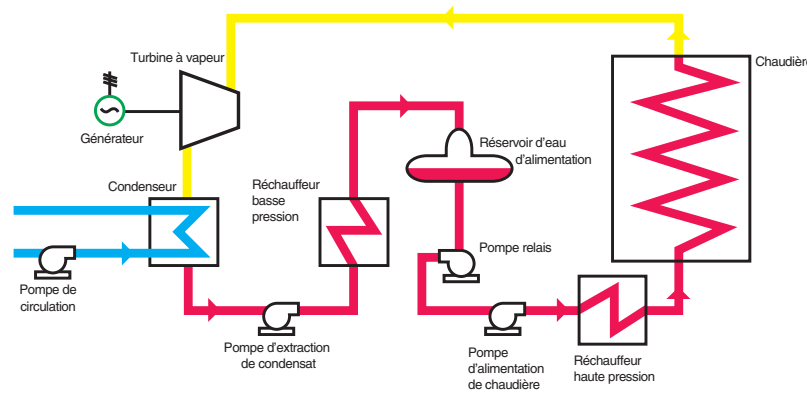 Turbine à vapeur
Chaudière
Générateur
Réservoir d'eau
d'alimentation
Condenseur
Réchauffeur
basse
pression
Pompe relais
Pompe de
circulation
Pompe d'extraction
de condensat
Pompe
d'alimentation
de chaudière
Réchauffeur
haute pression